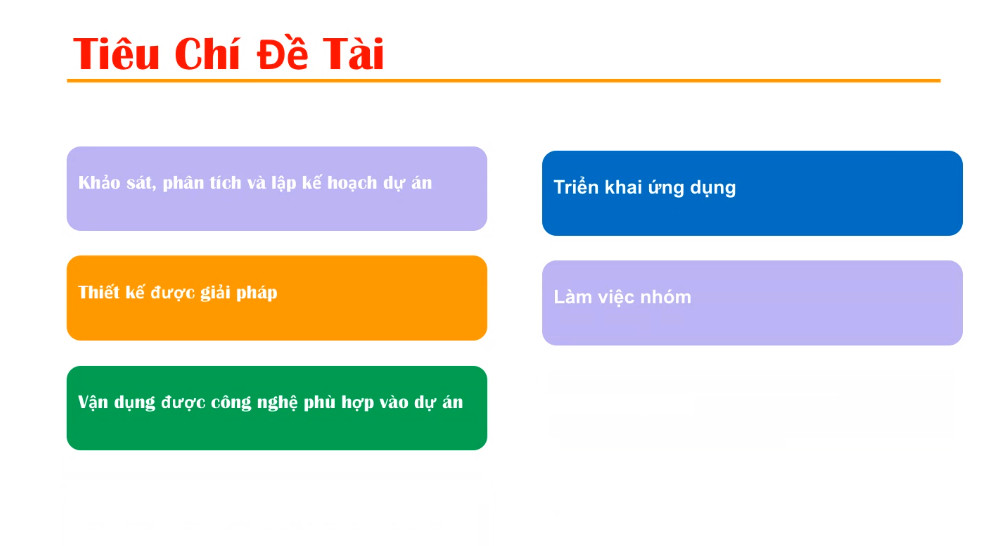 Tiêu Chí Đề Tài
Khảo sát, phân tích và lập kế hoạch dự án
Thiết kế được giải pháp
Vận dụng được công nghệ phù hợp vào dự án
Triển khai ứng dụng
Làm việc nhóm